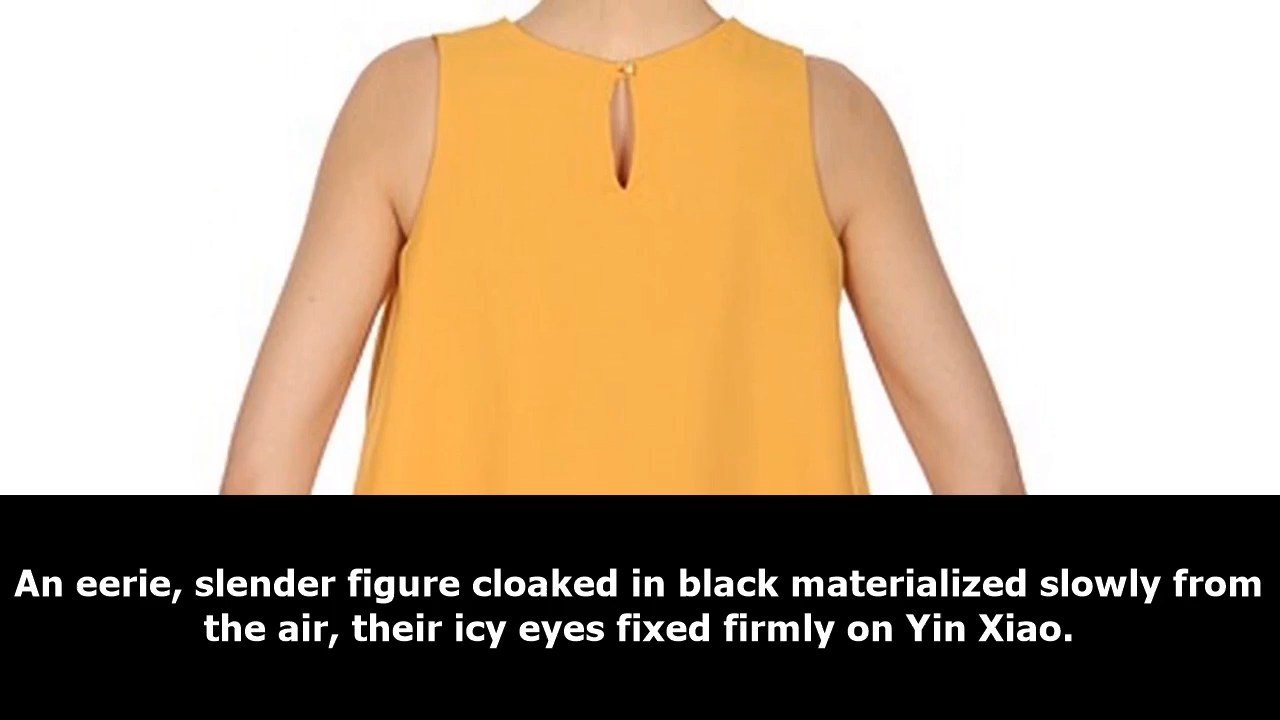 An eerie, slender figure cloaked in black materialized slowly from
the air, their icy eyes fixed firmly on Yin Xiao.